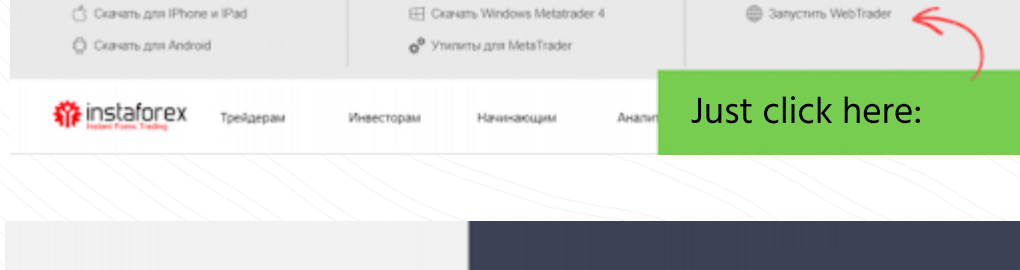 Скачать для IPhone и IPad
Скачать Windows Metatrader 4
Запустить WebTrader
Скачать для Android
Утилиты для MetaTrader
instaforex
Instant Forex Trading
Трейдерам
Инвесторам
Начинающим
Аналит
Just click here: